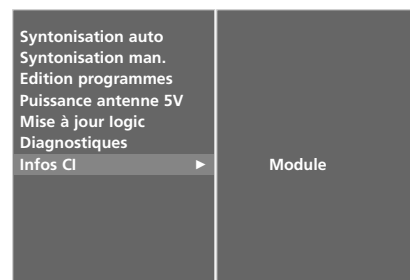 Syntonisation auto
Syntonisation man.
Edition programmes
Puissance antenne 5V
Mise à jour logic
Diagnostiques
Infos CI ►
Module